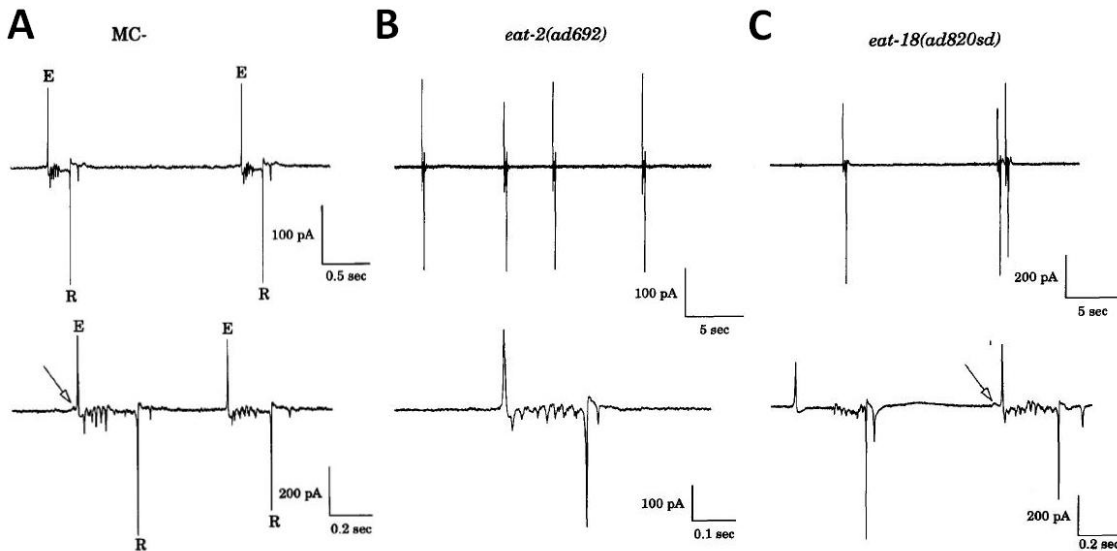 A
MC-
E
E
R
R
100 pA
0.5 sec
E
E
R
R
200 pA
0.2 sec
B
eat-2(ad692)
100 pA
5 sec
100 pA
0.1 sec
C
eat-18(ad820sd)
200 pA
5 sec
200 pA
0.2 sec